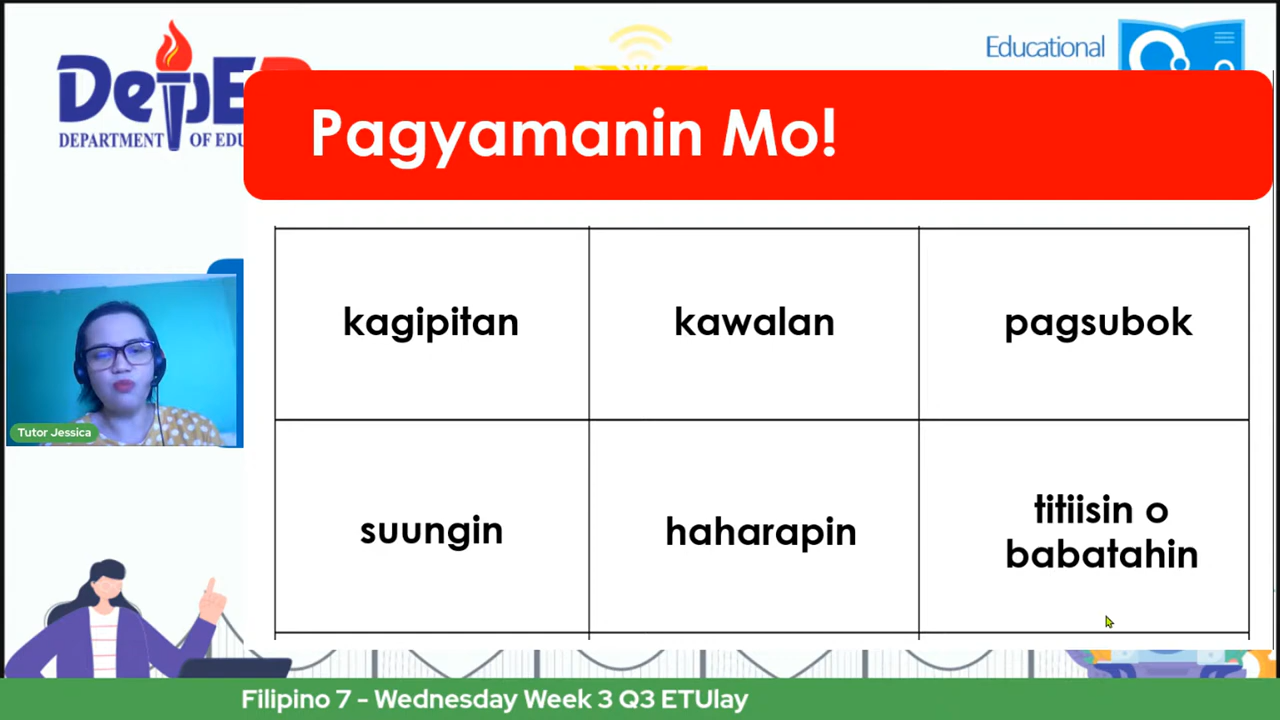 DepE
DEPARTMENT OF EDU
Educational
Pagyamanin Mo!
kagipitan
kawalan
pagsubok
suungin
haharapin
titiisin o
babatahin
Tutor Jessica
Filipino 7 - Wednesday Week 3 Q3 ETUlay